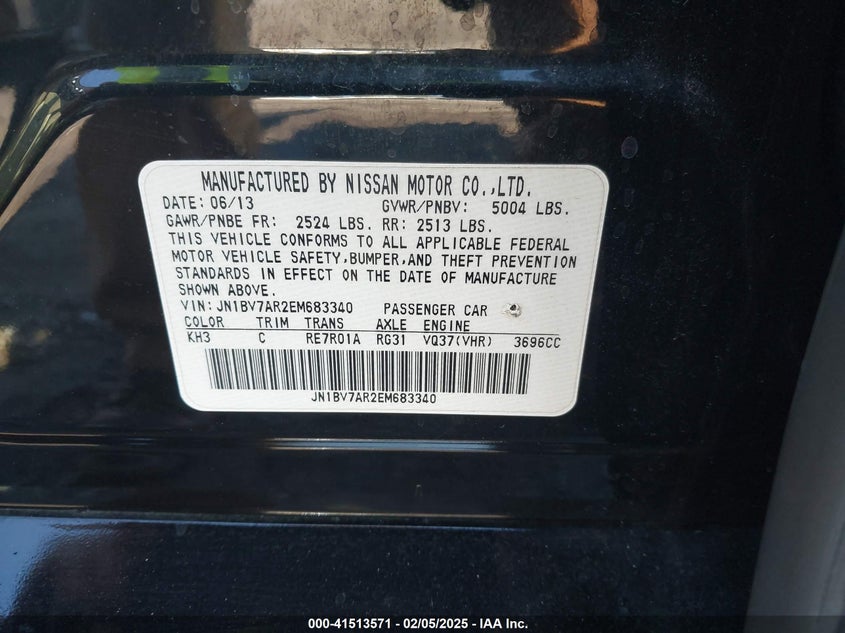 MANUFACTURED BY NISSAN MOTOR CO.,LTD.
DATE: 06/13 GVWR/PNBV: 5004 LBS.
GAWR/PNBE FR: 2524 LBS. RR: 2513 LBS.
THIS VEHICLE CONFORMS TO ALL APPLICABLE FEDERAL
MOTOR VEHICLE SAFETY,BUMPER,AND THEFT PREVENTION
STANDARDS IN EFFECT ON THE DATE OF MANUFACTURE
SHOWN ABOVE.
VIN: JN1BV7AR2EM683340 PASSENGER CAR
COLOR TRIM TRANS AXLE ENGINE
KH3 C RE7R01A RG31 VQ37(VHR) 3696CC
JN1BV7AR2EM683340
000-41513571 - 02/05/2025 - IAA Inc.